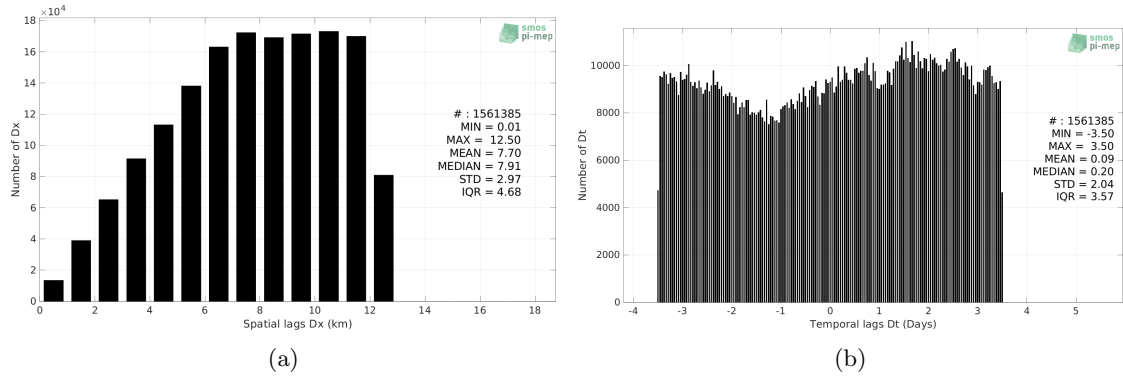 ×10⁴
18
16
14
12
10
8
6
4
2
0
Number of Dx
smos
pi-mep
# : 1561385
MIN = 0.01
MAX = 12.50
MEAN = 7.70
MEDIAN = 7.91
STD = 2.97
IQR = 4.68
0 2 4 6 8 10 12 14 16 18
Spatial lags Dx (km)
(a)
10000
8000
6000
4000
2000
0
Number of Dt
smos
pi-mep
# : 1561385
MIN = -3.50
MAX = 3.50
MEAN = 0.09
MEDIAN = 0.20
STD = 2.04
IQR = 3.57
-4 -3 -2 -1 0 1 2 3 4 5
Temporal lags Dt (Days)
(b)